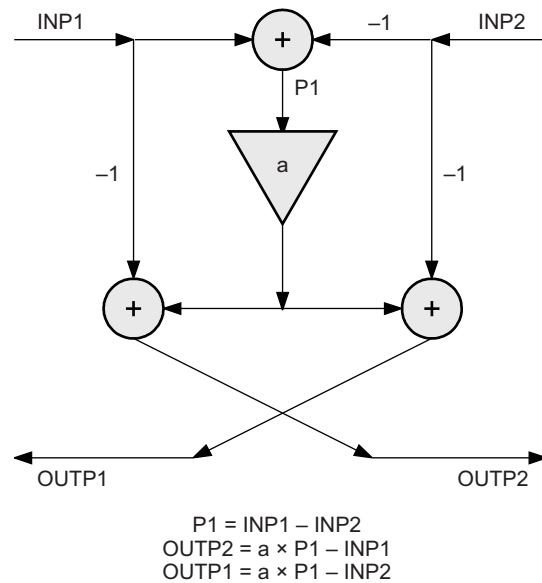 INP1
–1
INP2
+
P1
a
–1
–1
+
+
OUTP1
OUTP2
P1 = INP1 – INP2
OUTP2 = a × P1 – INP1
OUTP1 = a × P1 – INP2